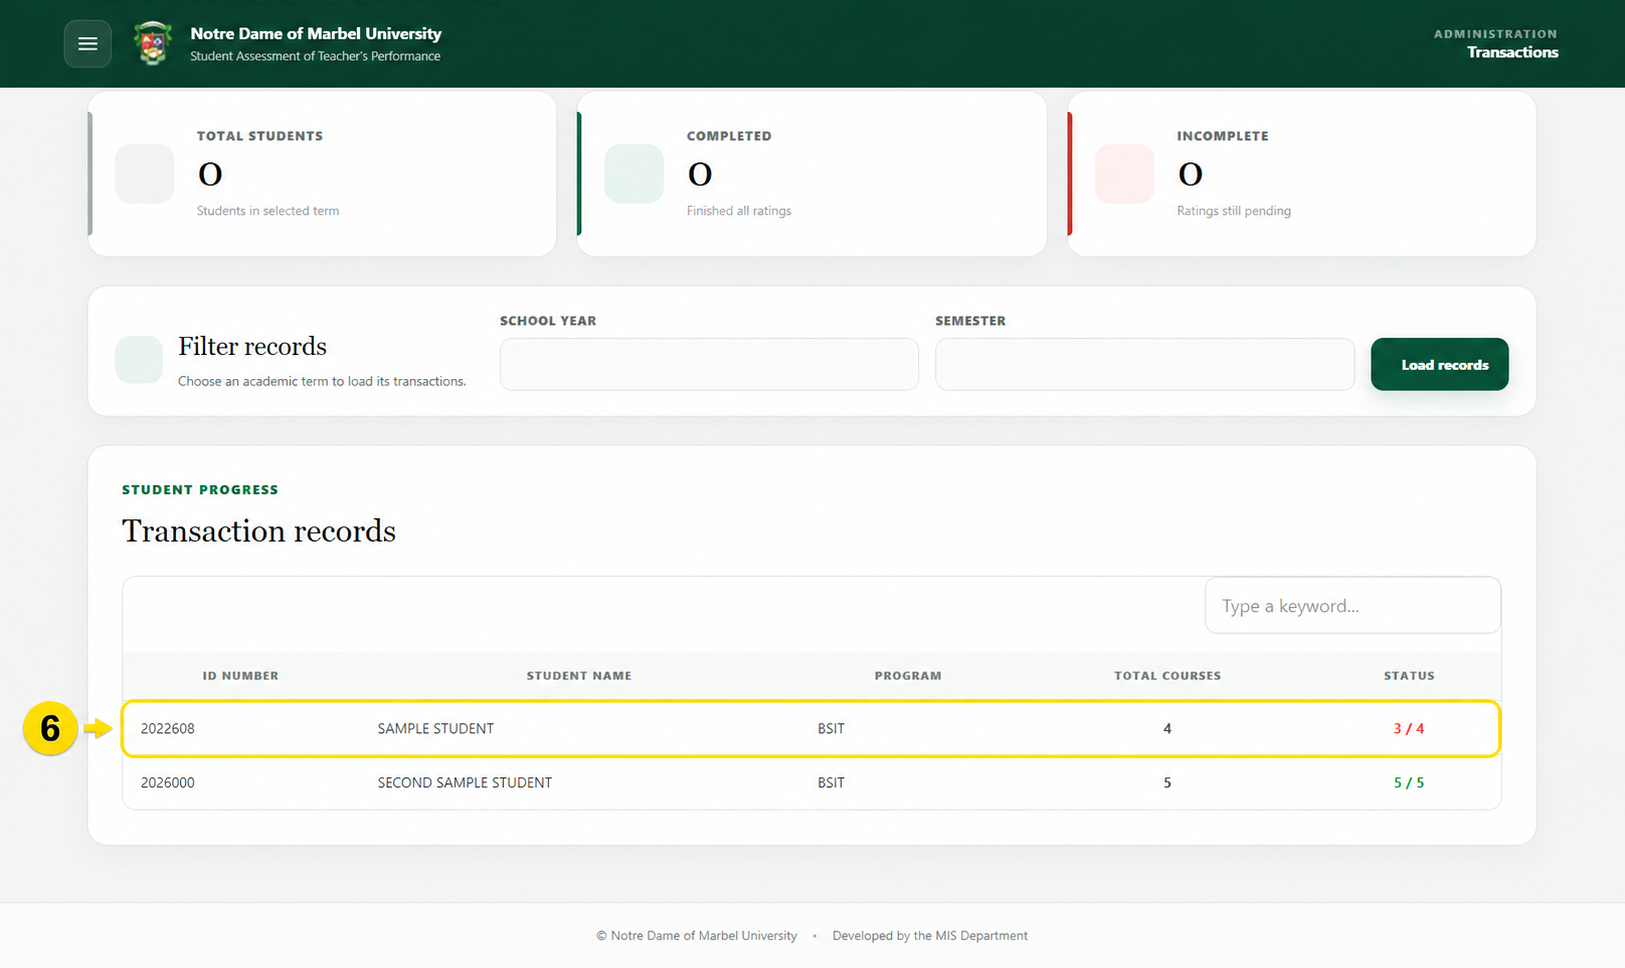 Notre Dame of Marbel University
Student Assessment of Teacher's Performance
ADMINISTRATION
Transactions
TOTAL STUDENTS
0
Students in selected term
COMPLETED
0
Finished all ratings
INCOMPLETE
0
Ratings still pending
Filter records
Choose an academic term to load its transactions.
SCHOOL YEAR
SEMESTER
Load records
STUDENT PROGRESS
Transaction records
Type a keyword...
ID NUMBER STUDENT NAME PROGRAM TOTAL COURSES STATUS
6
2022608 SAMPLE STUDENT BSIT 4 3 / 4
2026000 SECOND SAMPLE STUDENT BSIT 5 5 / 5
© Notre Dame of Marbel University • Developed by the MIS Department